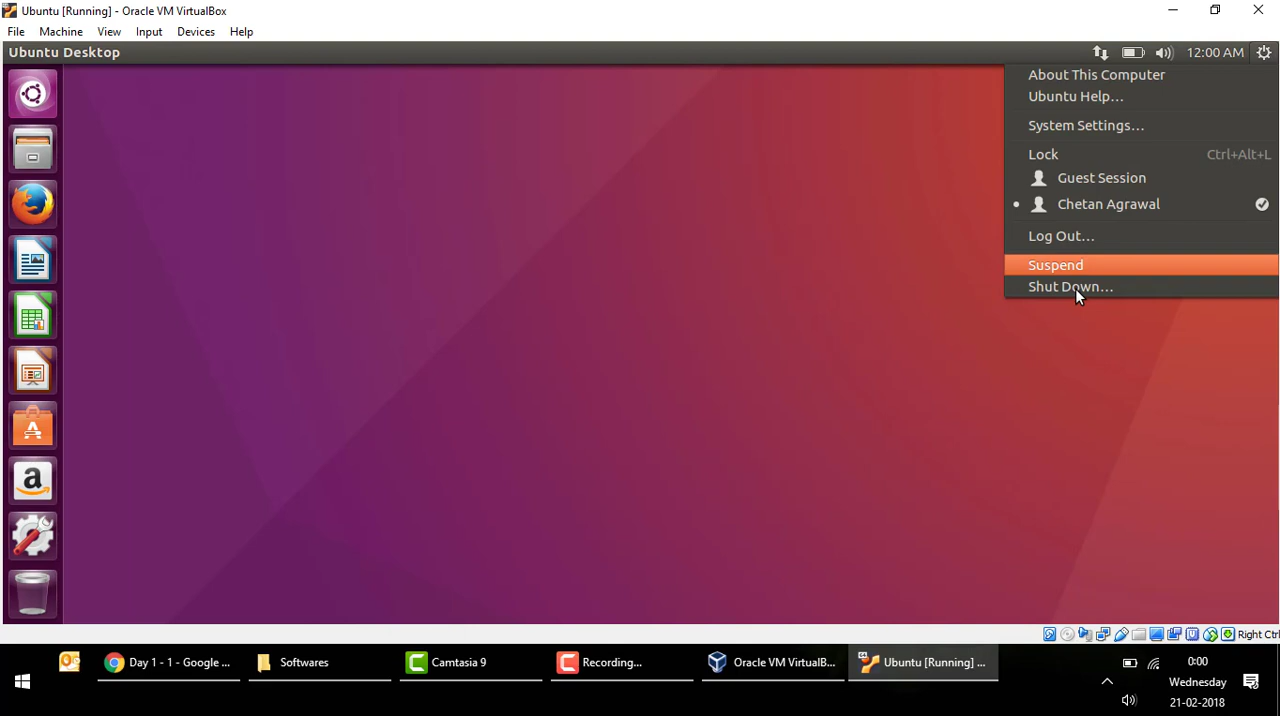 Ubuntu [Running] - Oracle VM VirtualBox
File Machine View Input Devices Help
Ubuntu Desktop 12:00 AM
About This Computer
Ubuntu Help...
System Settings...
Lock Ctrl+Alt+L
Guest Session
Chetan Agrawal
Log Out...
Suspend
Shut Down...
Right Ctrl
Day 1 - 1 - Google ... Softwares Camtasia 9 Recording... Oracle VM VirtualB... Ubuntu [Running] ... 0:00
Wednesday
21-02-2018